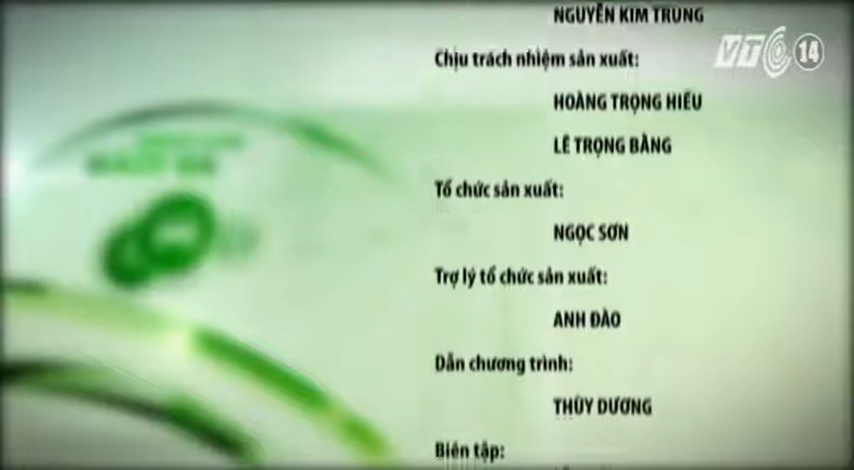 NGUYỄN KIM TRUNG
Chịu trách nhiệm sản xuất:
VTC 14
HOÀNG TRỌNG HIẾU
LÊ TRỌNG BẰNG
Tổ chức sản xuất:
NGỌC SƠN
Trợ lý tổ chức sản xuất:
ANH ĐÀO
Dẫn chương trình:
THÙY DƯƠNG
Biên tập: